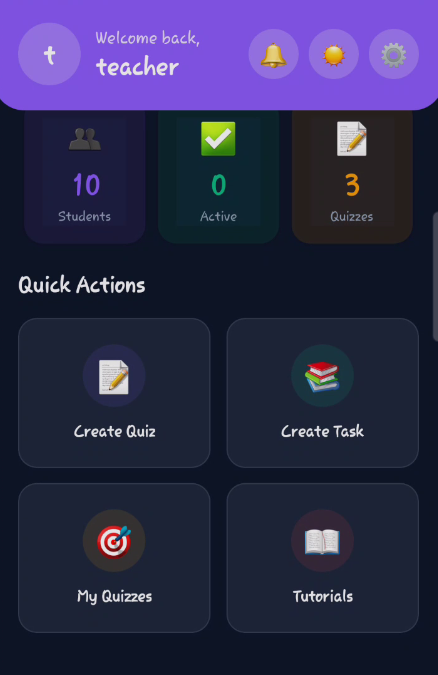 t
Welcome back,
teacher
10
0
3
Students
Active
Quizzes
Quick Actions
Create Quiz
Create Task
My Quizzes
Tutorials